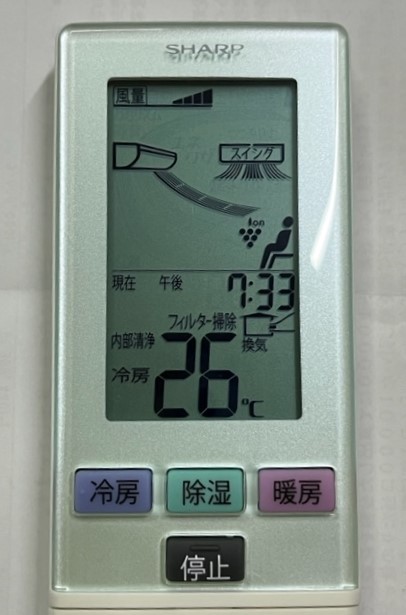 SHARP
風量
スイング
Ion
現在 午後 7:33
フィルター掃除
内部清浄 換気
冷房 26℃
冷房 除湿 暖房
停止